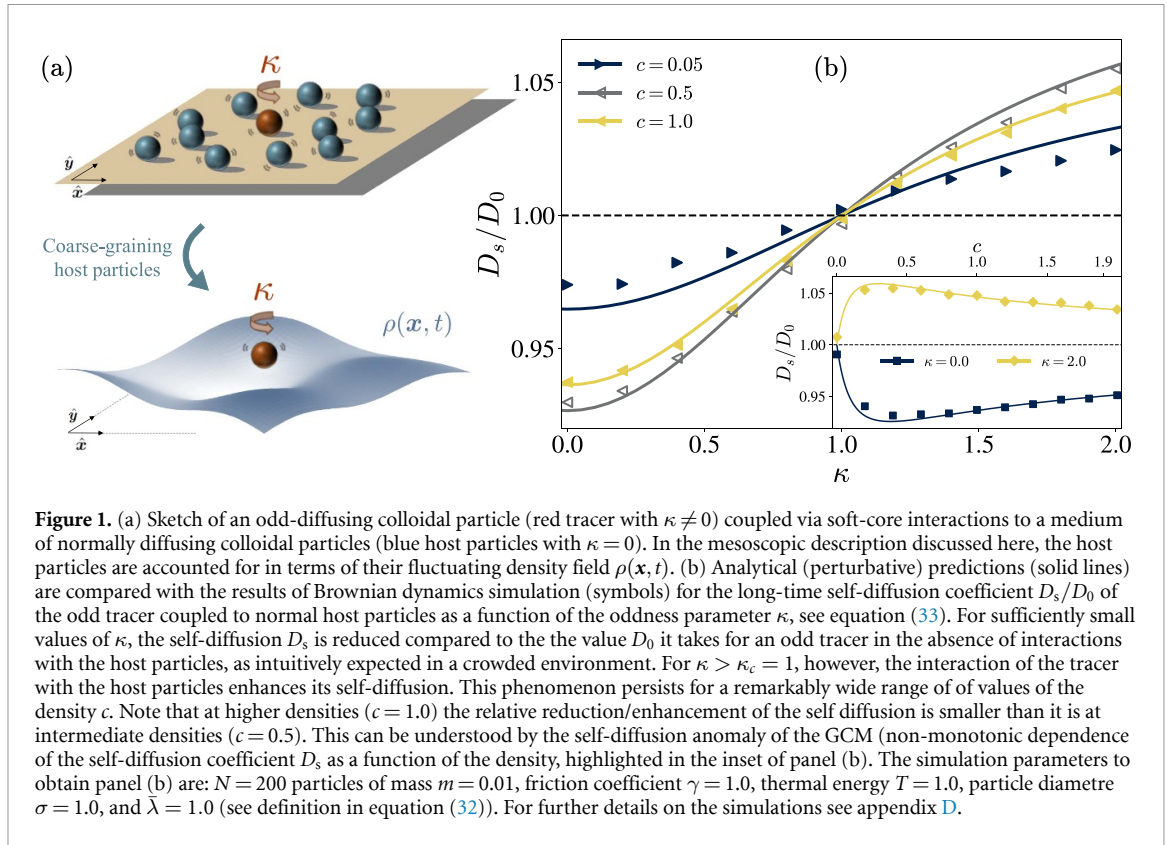 (a)
κ
ŷ
x̂
Coarse-graining
host particles
κ
ρ(x, t)
ŷ
x̂
(b)
c = 0.05
c = 0.5
c = 1.0
1.05
1.00
0.95
D_s/D_0
0.0 0.5 1.0 1.5 2.0
κ
c
0.0 0.5 1.0 1.5 1.9
1.05
1.00
0.95
D_s/D_0
κ = 0.0 κ = 2.0
Figure 1. (a) Sketch of an odd-diffusing colloidal particle (red tracer with κ ≠ 0) coupled via soft-core interactions to a medium
of normally diffusing colloidal particles (blue host particles with κ = 0). In the mesoscopic description discussed here, the host
particles are accounted for in terms of their fluctuating density field ρ(x, t). (b) Analytical (perturbative) predictions (solid lines)
are compared with the results of Brownian dynamics simulation (symbols) for the long-time self-diffusion coefficient D_s/D_0 of
the odd tracer coupled to normal host particles as a function of the oddness parameter κ, see equation (33). For sufficiently small
values of κ, the self-diffusion D_s is reduced compared to the the value D_0 it takes for an odd tracer in the absence of interactions
with the host particles, as intuitively expected in a crowded environment. For κ > κ_c = 1, however, the interaction of the tracer
with the host particles enhances its self-diffusion. This phenomenon persists for a remarkably wide range of of values of the
density c. Note that at higher densities (c = 1.0) the relative reduction/enhancement of the self diffusion is smaller than it is at
intermediate densities (c = 0.5). This can be understood by the self-diffusion anomaly of the GCM (non-monotonic dependence
of the self-diffusion coefficient D_s as a function of the density, highlighted in the inset of panel (b). The simulation parameters to
obtain panel (b) are: N = 200 particles of mass m = 0.01, friction coefficient γ = 1.0, thermal energy T = 1.0, particle diametre
σ = 1.0, and λ̄ = 1.0 (see definition in equation (32)). For further details on the simulations see appendix D.